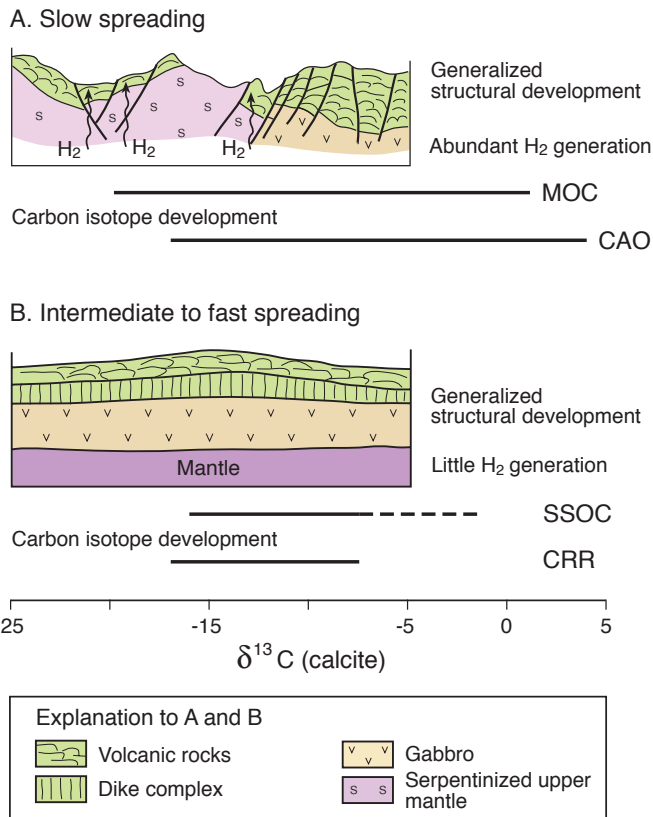 A. Slow spreading
Generalized
structural development
s s s s s s s
H₂ H₂ H₂
v v v v
Abundant H₂ generation
MOC
Carbon isotope development
CAO
B. Intermediate to fast spreading
Generalized
structural development
v v v v v v v v v
v v v v v v v
Mantle
Little H₂ generation
SSOC
Carbon isotope development
CRR
25 -15 -5 0 5
δ¹³C (calcite)
Explanation to A and B
Volcanic rocks
v v v Gabbro
Dike complex
s s Serpentinized upper
mantle